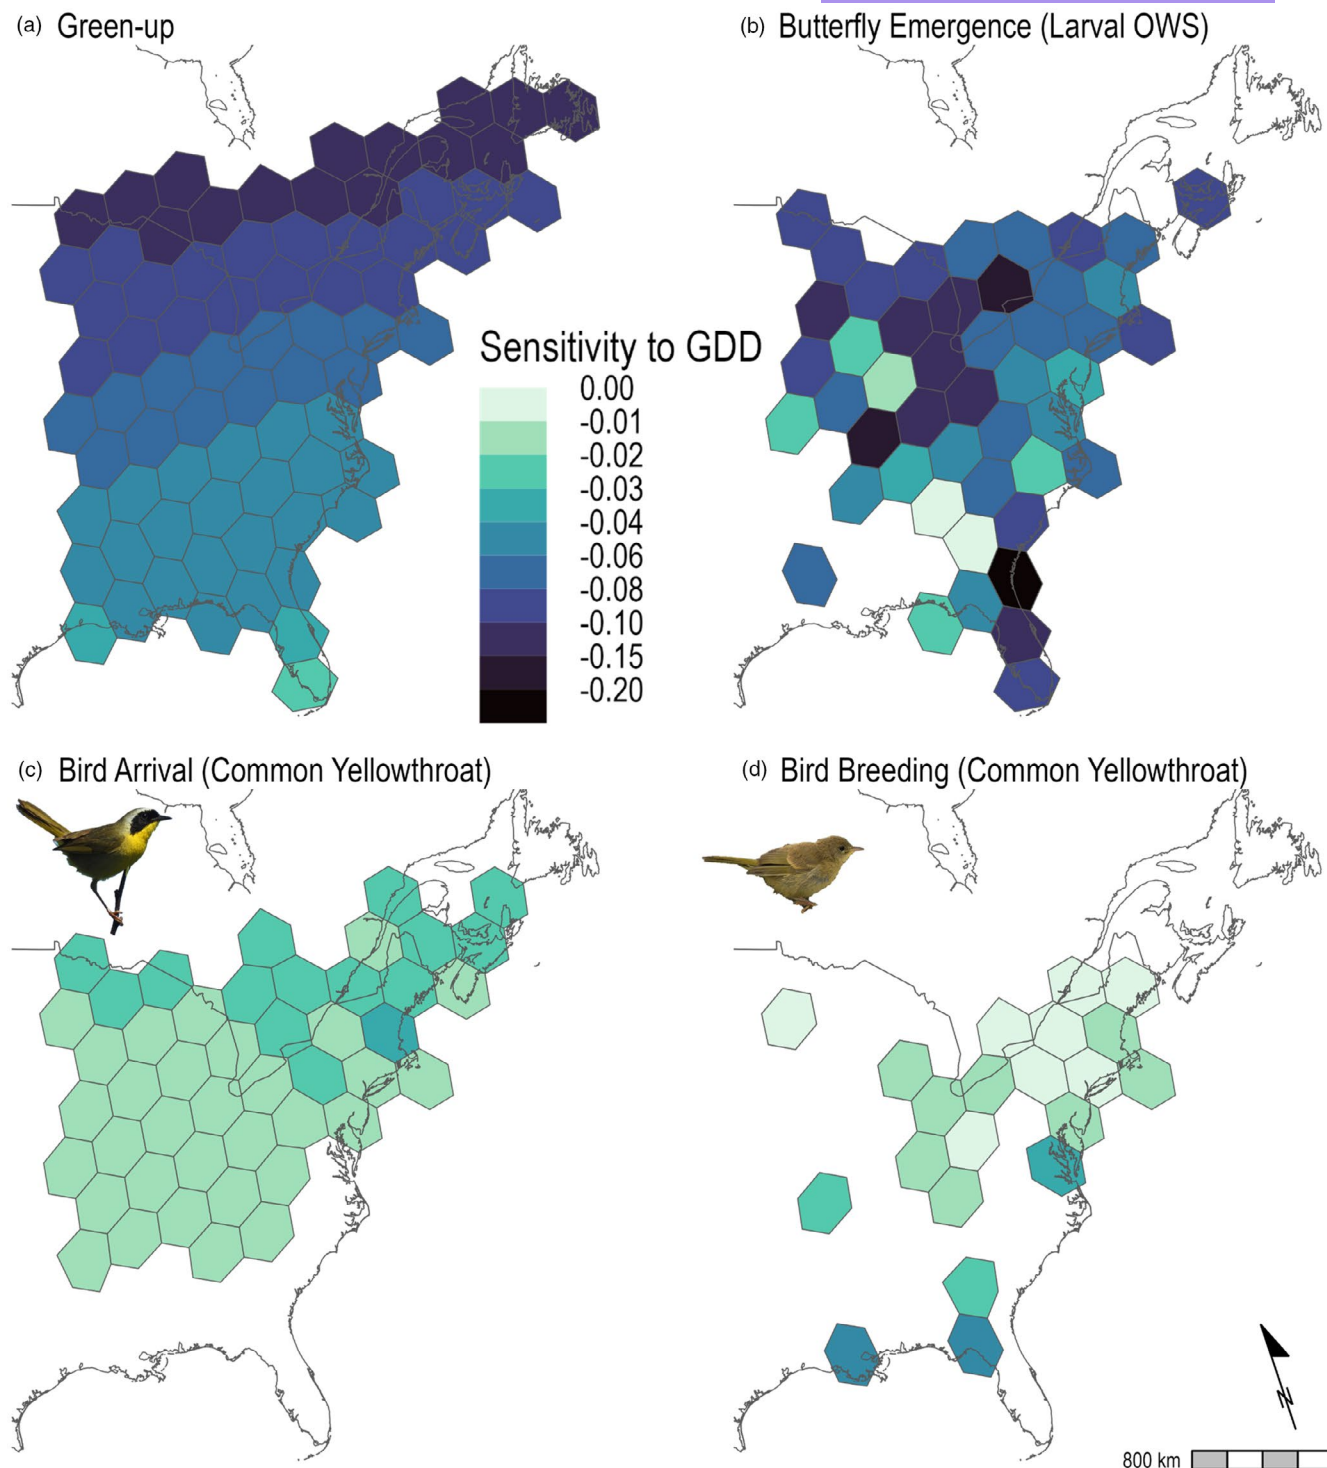 (a) Green-up
(b) Butterfly Emergence (Larval OWS)
Sensitivity to GDD
0.00
-0.01
-0.02
-0.03
-0.04
-0.06
-0.08
-0.10
-0.15
-0.20
(c) Bird Arrival (Common Yellowthroat)
(d) Bird Breeding (Common Yellowthroat)
N
800 km